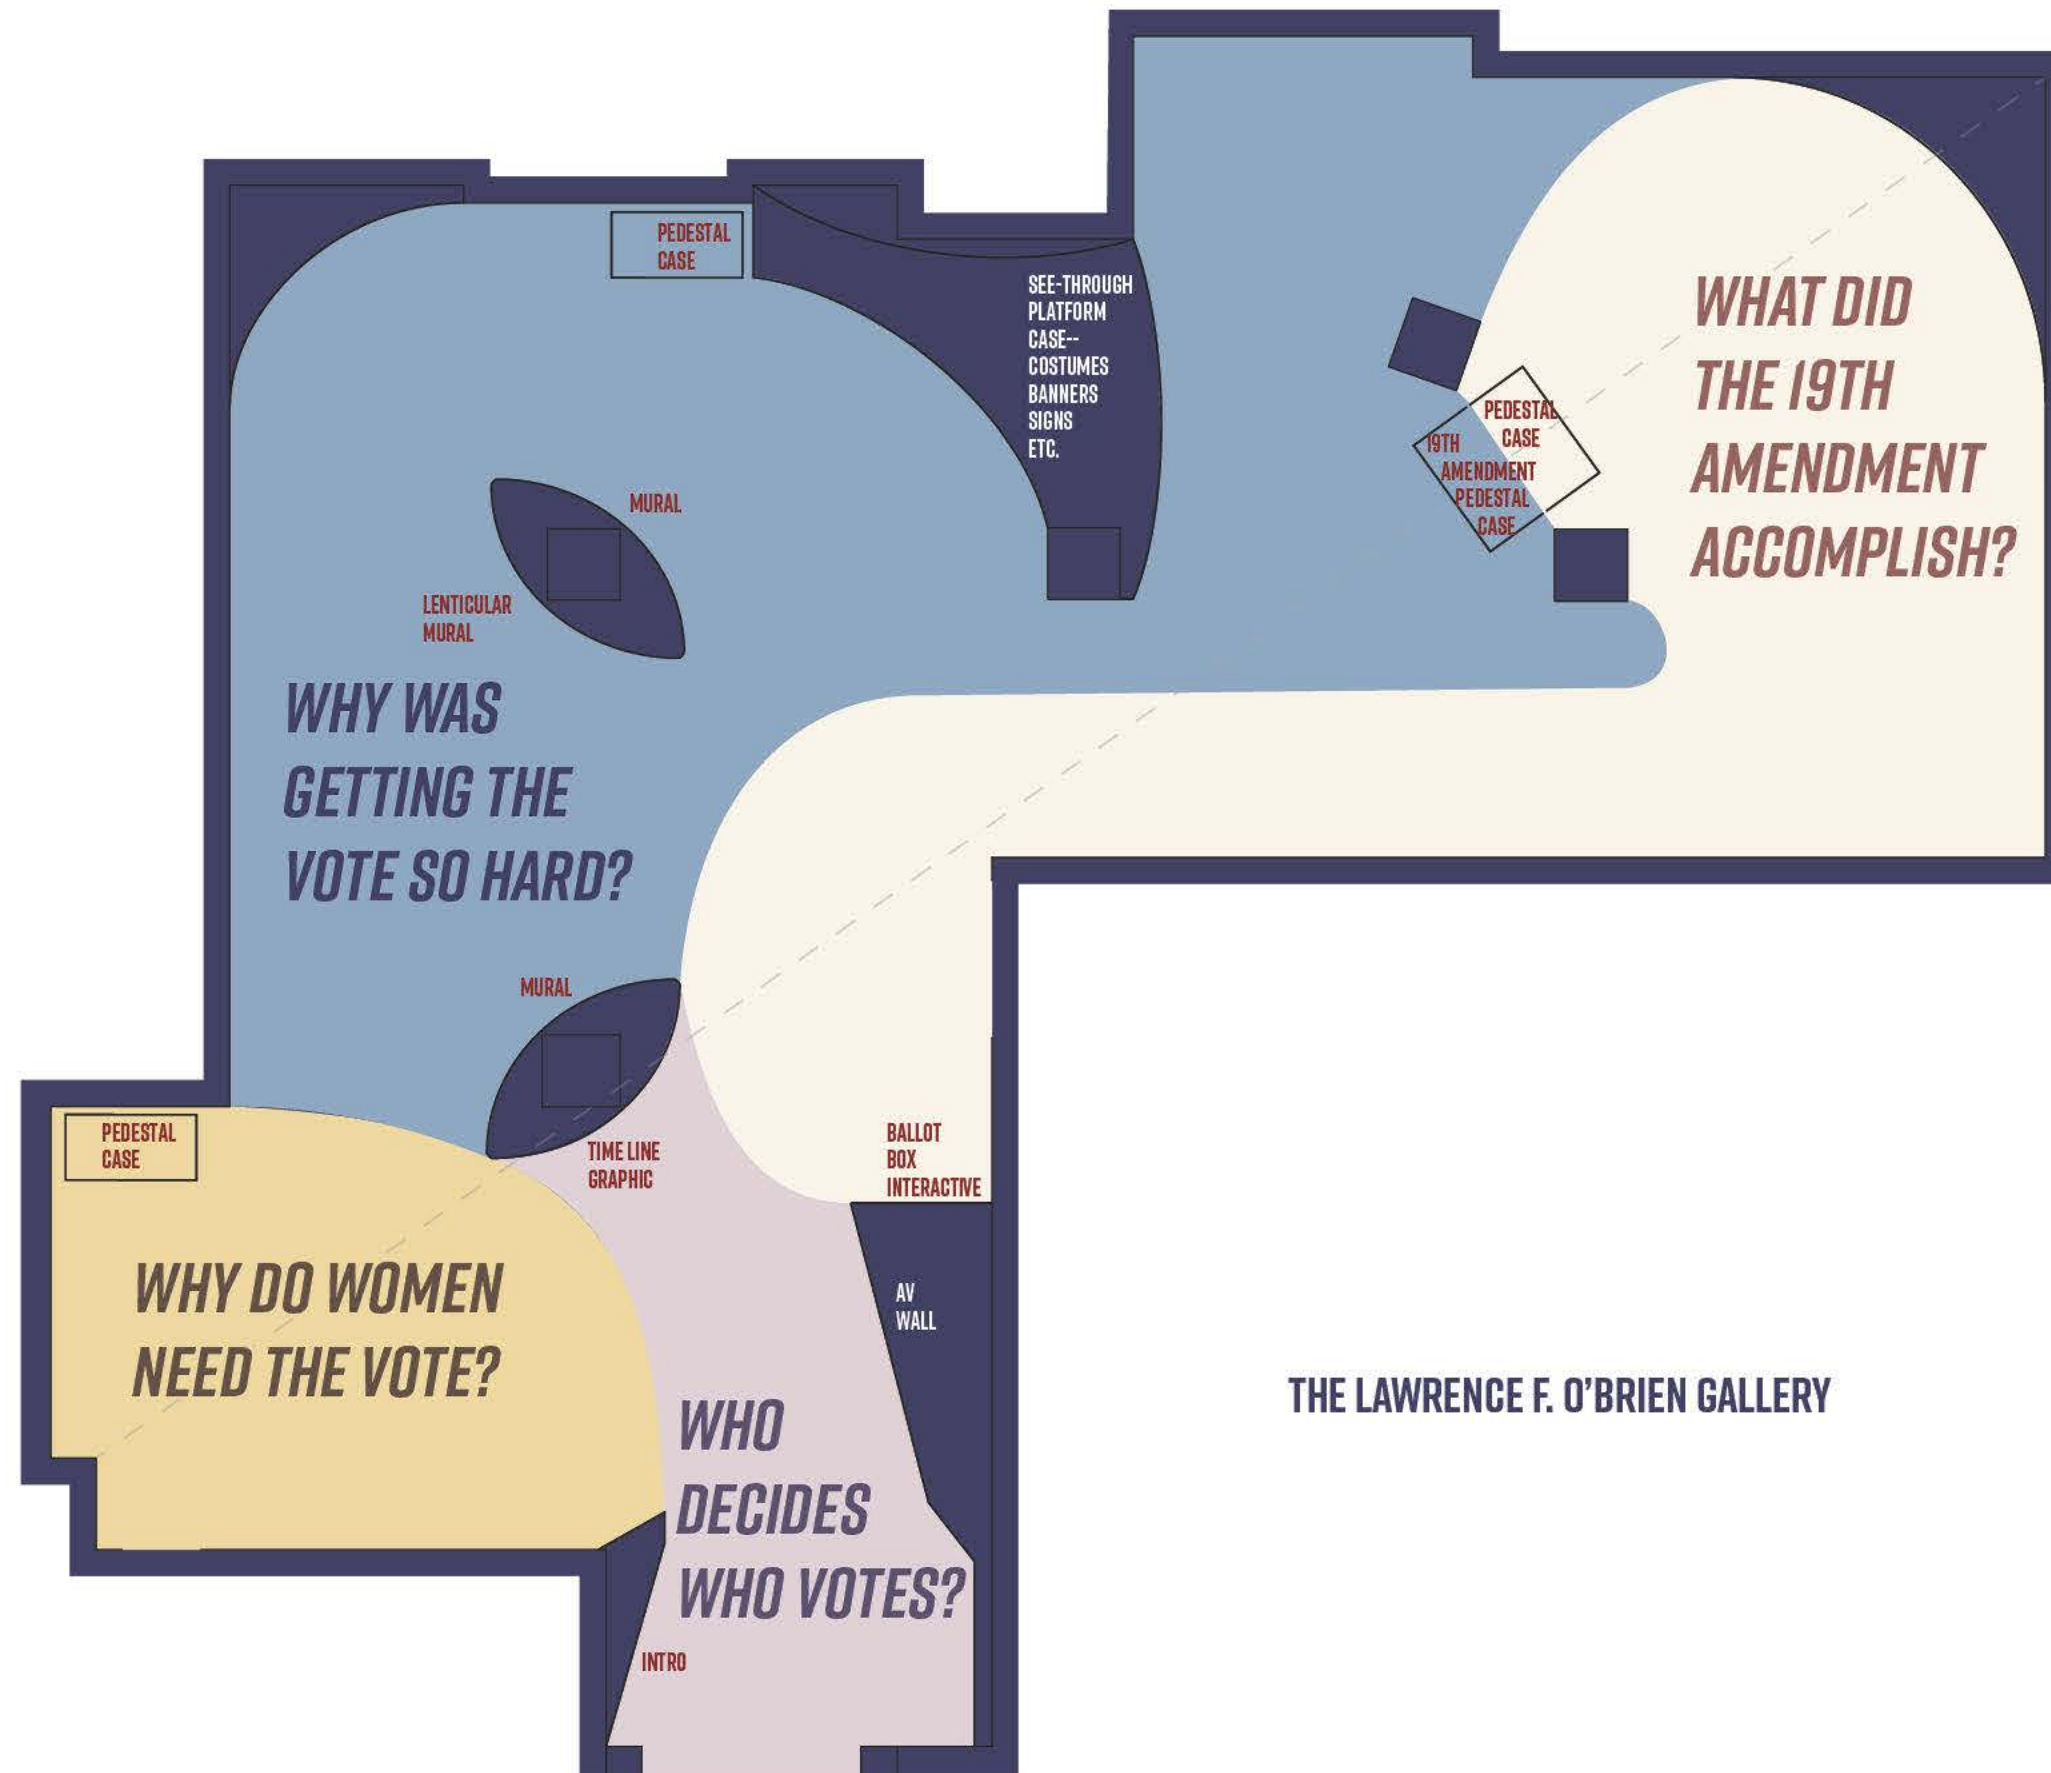 PEDESTAL
CASE
SEE-THROUGH
PLATFORM
CASE--
COSTUMES
BANNERS
SIGNS
ETC.
WHAT DID
THE 19TH
AMENDMENT
ACCOMPLISH?
PEDESTAL
CASE
19TH
AMENDMENT
PEDESTAL
CASE
MURAL
LENTICULAR
MURAL
WHY WAS
GETTING THE
VOTE SO HARD?
MURAL
TIME LINE
GRAPHIC
BALLOT
BOX
INTERACTIVE
PEDESTAL
CASE
WHY DO WOMEN
NEED THE VOTE?
AV
WALL
WHO
DECIDES
WHO VOTES?
INTRO
THE LAWRENCE F. O'BRIEN GALLERY